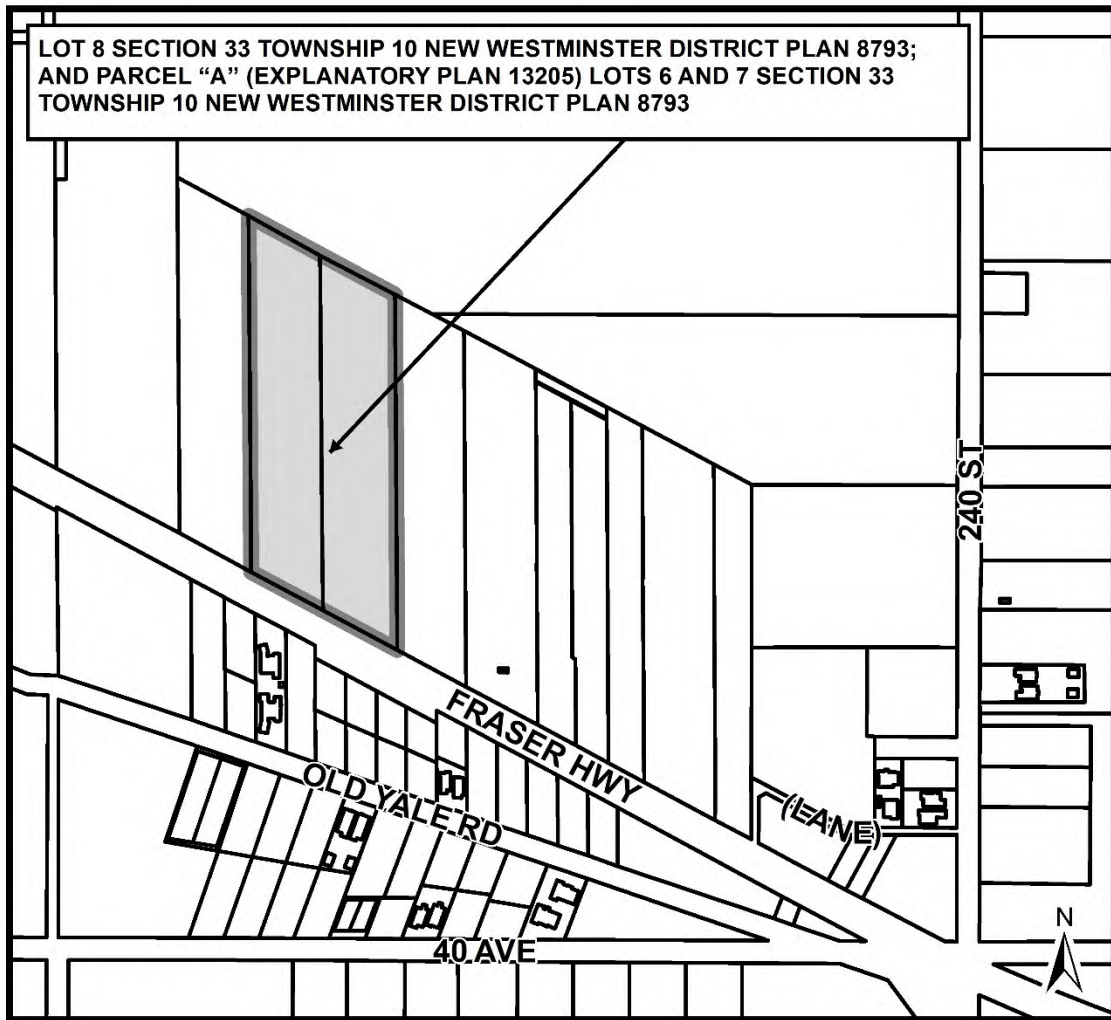 LOT 8 SECTION 33 TOWNSHIP 10 NEW WESTMINSTER DISTRICT PLAN 8793;
AND PARCEL “A” (EXPLANATORY PLAN 13205) LOTS 6 AND 7 SECTION 33
TOWNSHIP 10 NEW WESTMINSTER DISTRICT PLAN 8793
240 ST
FRASER HWY
OLD YALE RD
(LANE)
40 AVE
N